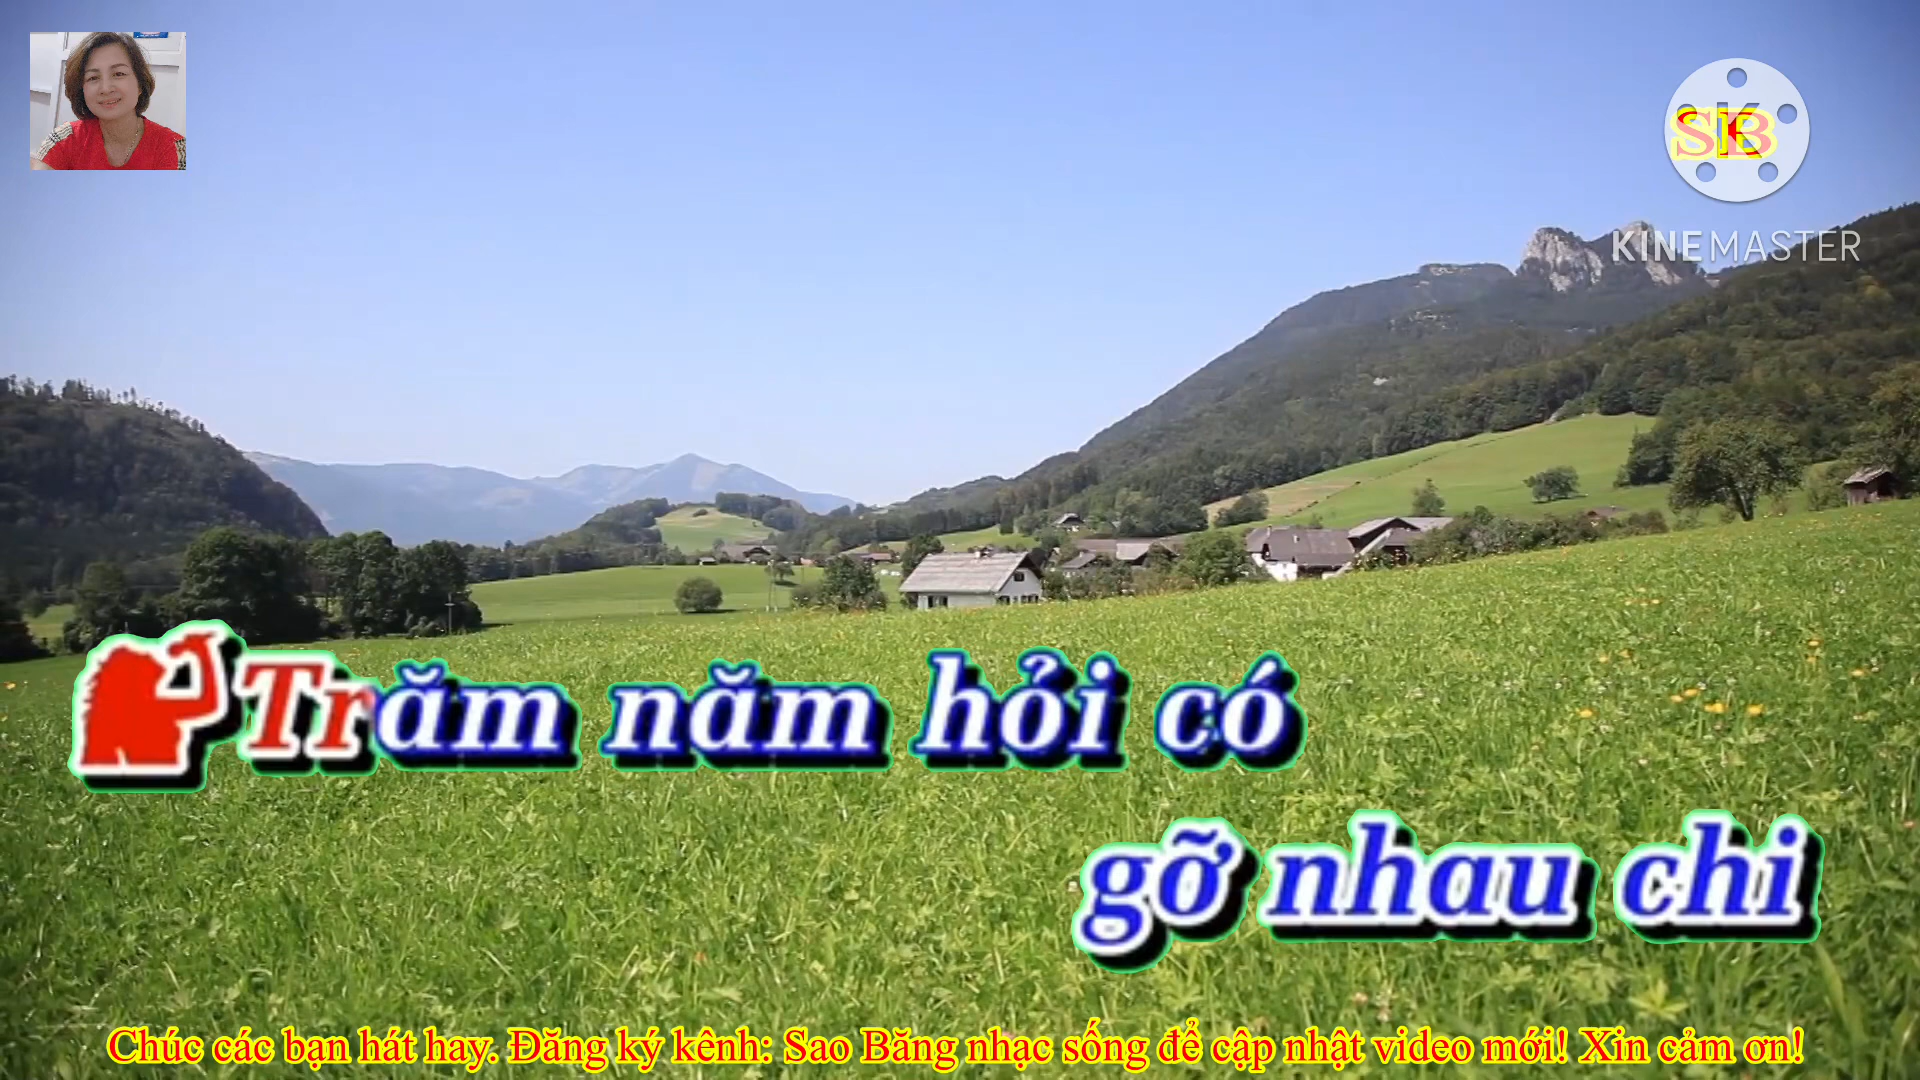 SKB
KINEMASTER
Trăm năm hỏi có
gỡ nhau chi
Chúc các bạn hát hay. Đăng ký kênh: Sao Băng nhạc sống để cập nhật video mới! Xin cảm ơn!